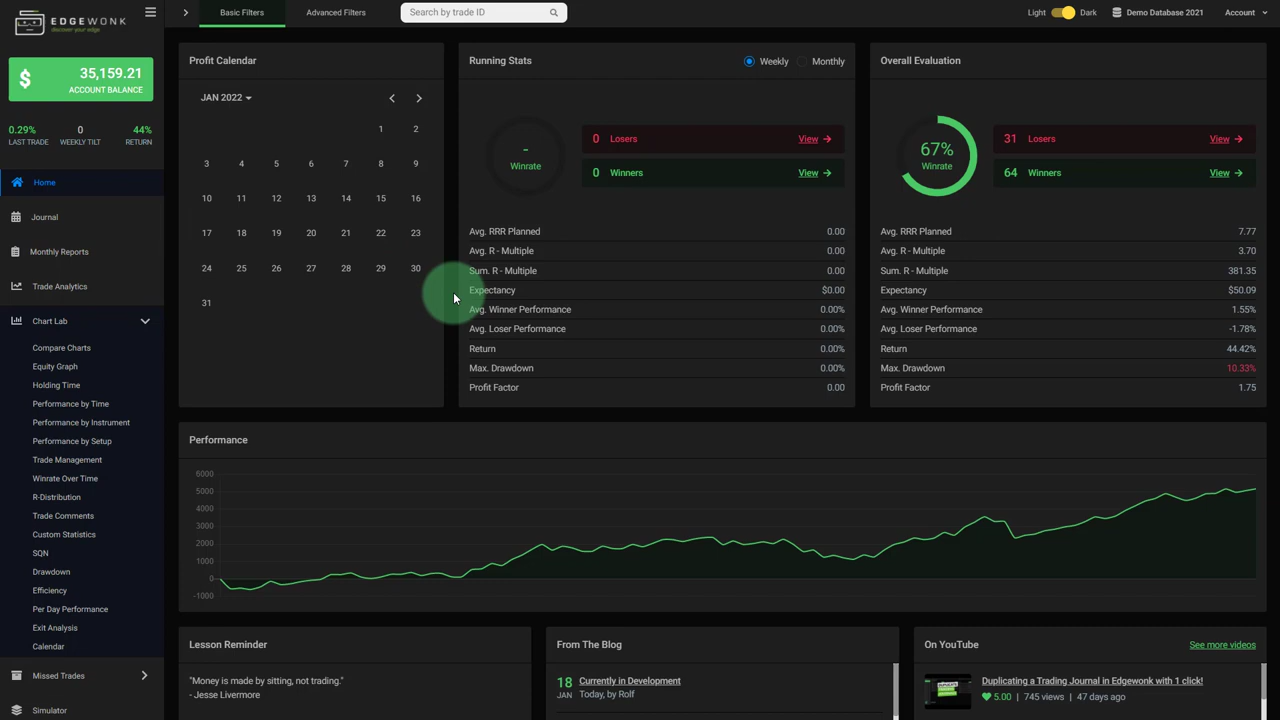 EDGEWONK
discover your edge
$ 35,159.21
ACCOUNT BALANCE
0.29% 0 44%
LAST TRADE WEEKLY TILT RETURN
Home
Journal
Monthly Reports
Trade Analytics
Chart Lab
Compare Charts
Equity Graph
Holding Time
Performance by Time
Performance by Instrument
Performance by Setup
Trade Management
Winrate Over Time
R-Distribution
Trade Comments
Custom Statistics
SQN
Drawdown
Efficiency
Per Day Performance
Exit Analysis
Calendar
Missed Trades
Simulator
Basic Filters Advanced Filters Search by trade ID Light Dark Demo Database 2021 Account
Profit Calendar
JAN 2022
1 2
3 4 5 6 7 8 9
10 11 12 13 14 15 16
17 18 19 20 21 22 23
24 25 26 27 28 29 30
31
Running Stats Weekly Monthly
-
Winrate
0 Losers View
0 Winners View
Avg. RRR Planned 0.00
Avg. R - Multiple 0.00
Sum. R - Multiple 0.00
Expectancy $0.00
Avg. Winner Performance 0.00%
Avg. Loser Performance 0.00%
Return 0.00%
Max. Drawdown 0.00%
Profit Factor 0.00
Overall Evaluation
67%
Winrate
31 Losers View
64 Winners View
Avg. RRR Planned 7.77
Avg. R - Multiple 3.70
Sum. R - Multiple 381.35
Expectancy $50.09
Avg. Winner Performance 1.55%
Avg. Loser Performance -1.78%
Return 44.42%
Max. Drawdown 10.33%
Profit Factor 1.75
Performance
6000
5000
4000
3000
2000
1000
0
-1000
Lesson Reminder
"Money is made by sitting, not trading."
- Jesse Livermore
From The Blog
18 Currently in Development
JAN Today, by Rolf
On YouTube See more videos
Duplicating a Trading Journal in Edgewonk with 1 click!
5.00 | 745 views | 47 days ago